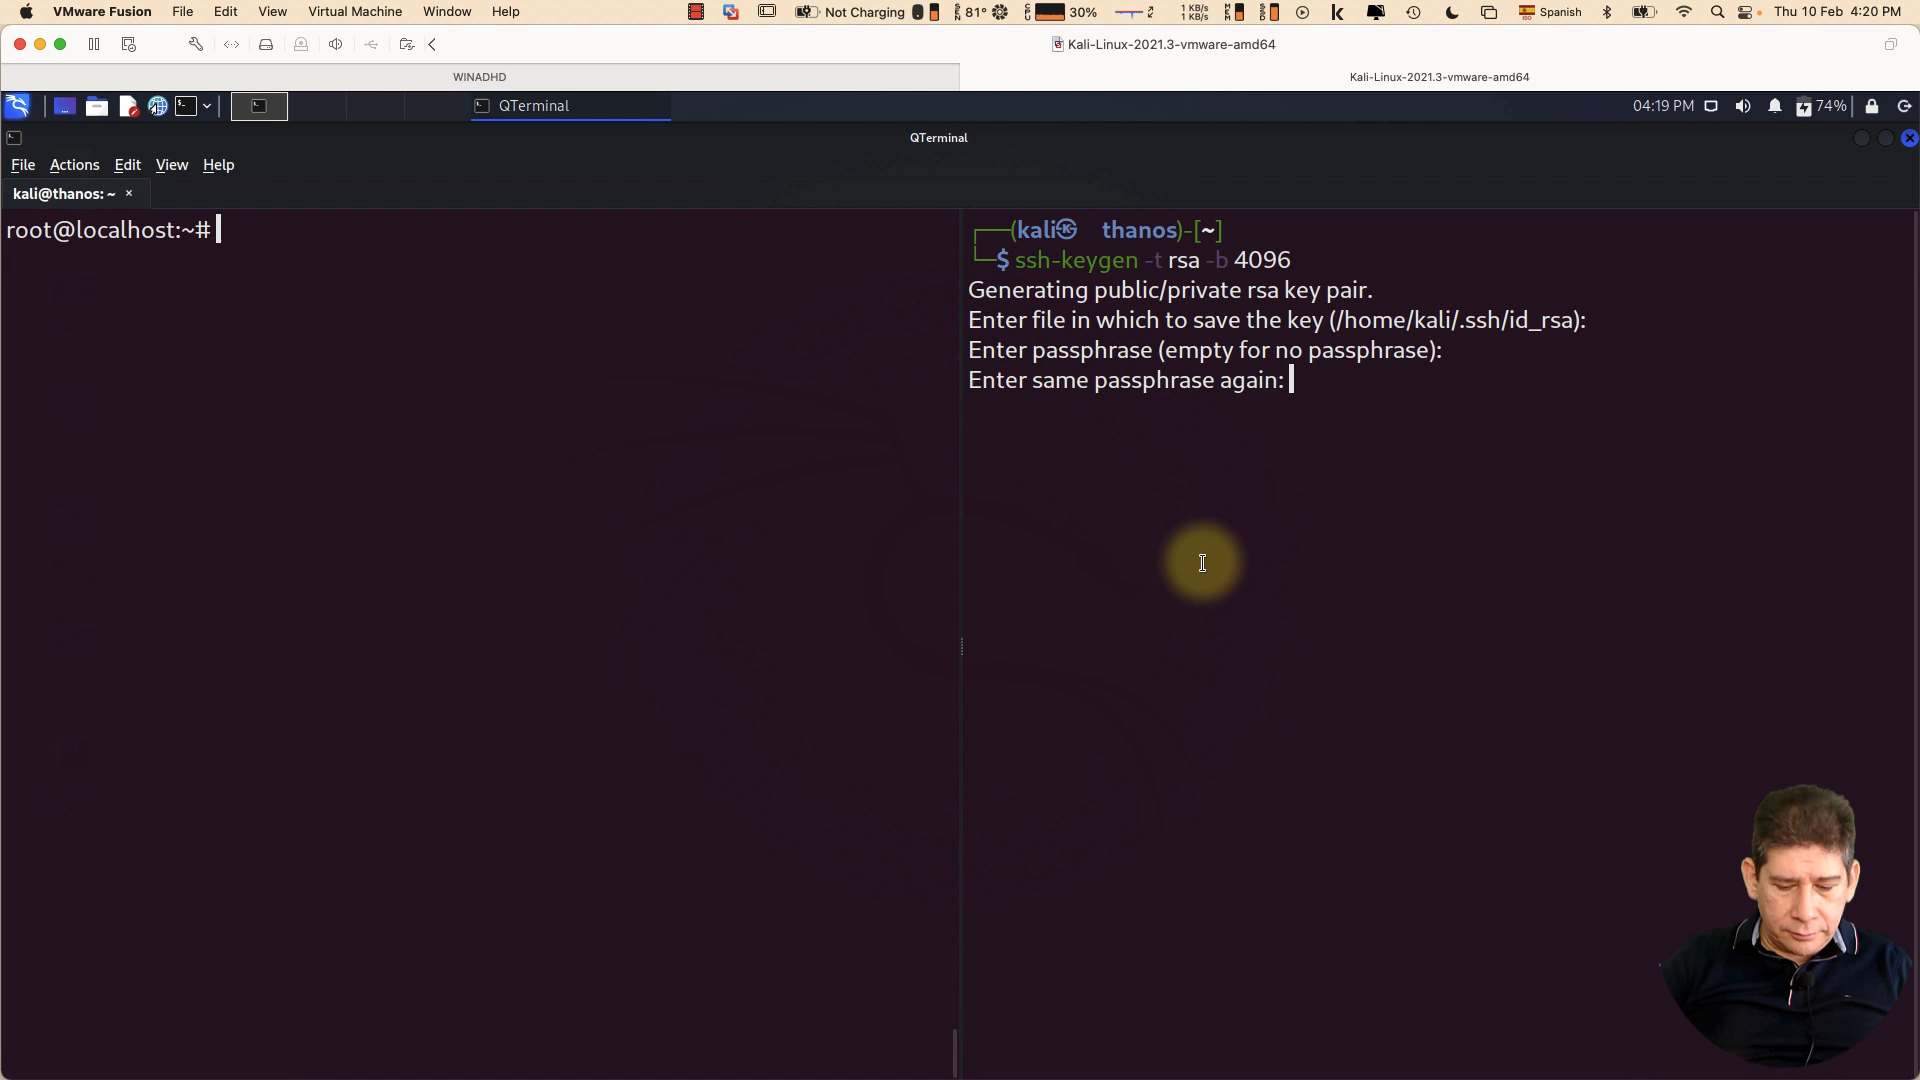 VMware Fusion File Edit View Virtual Machine Window Help Not Charging 81° 30% 1 KB/s 1 KB/s Spanish Thu 10 Feb 4:20 PM
Kali-Linux-2021.3-vmware-amd64
WINADHD Kali-Linux-2021.3-vmware-amd64
QTerminal 04:19 PM 74%
QTerminal
File Actions Edit View Help
kali@thanos: ~ ×
root@localhost:~#
┌──(kali㉿ thanos)-[~]
└─$ ssh-keygen -t rsa -b 4096
Generating public/private rsa key pair.
Enter file in which to save the key (/home/kali/.ssh/id_rsa):
Enter passphrase (empty for no passphrase):
Enter same passphrase again: